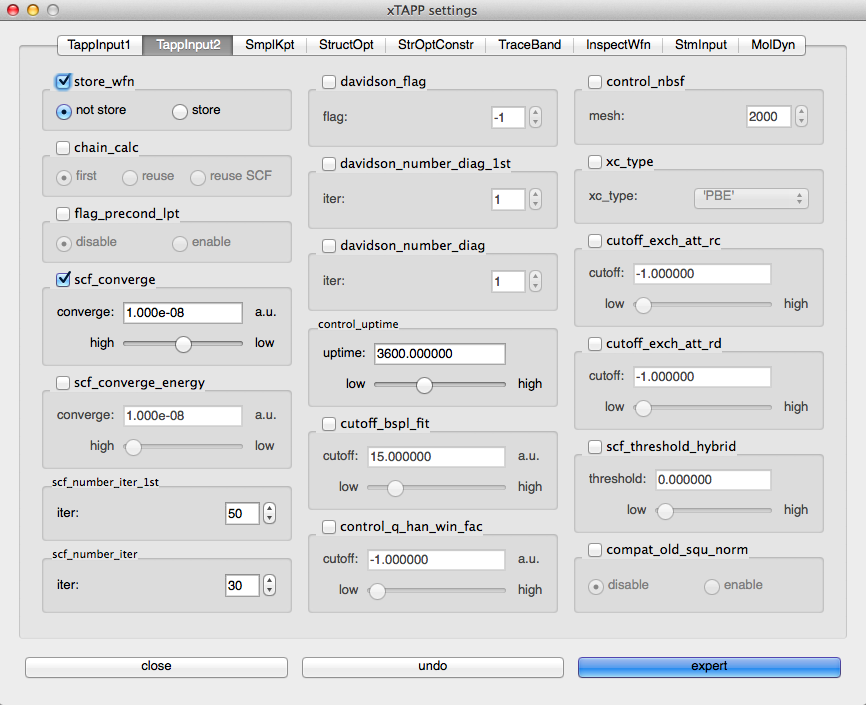 xTAPP settings
TappInput1 TappInput2 SmplKpt StructOpt StrOptConstr TraceBand InspectWfn StmInput MolDyn
store_wfn
not store store
chain_calc
first reuse reuse SCF
flag_precond_lpt
disable enable
scf_converge
converge: 1.000e-08 a.u.
high low
scf_converge_energy
converge: 1.000e-08 a.u.
high low
scf_number_iter_1st
iter: 50
scf_number_iter
iter: 30
davidson_flag
flag: -1
davidson_number_diag_1st
iter: 1
davidson_number_diag
iter: 1
control_uptime
uptime: 3600.000000
low high
cutoff_bspl_fit
cutoff: 15.000000 a.u.
low high
control_q_han_win_fac
cutoff: -1.000000 a.u.
low high
control_nbsf
mesh: 2000
xc_type
xc_type: 'PBE'
cutoff_exch_att_rc
cutoff: -1.000000
low high
cutoff_exch_att_rd
cutoff: -1.000000
low high
scf_threshold_hybrid
threshold: 0.000000
low high
compat_old_squ_norm
disable enable
close undo expert